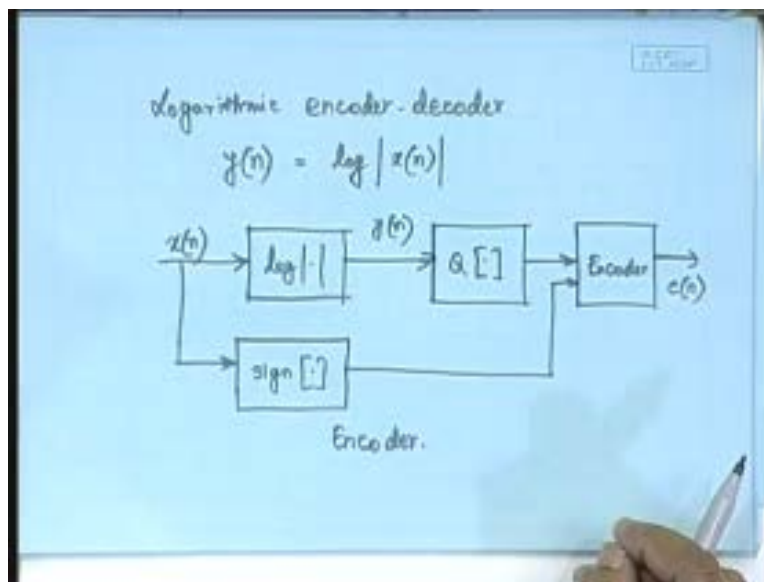 Logarithmic encoder-decoder
y(n) = log |x(n)|
x(n)
log|·|
y(n)
Q[·]
Encoder
c(n)
sign [·]
Encoder.